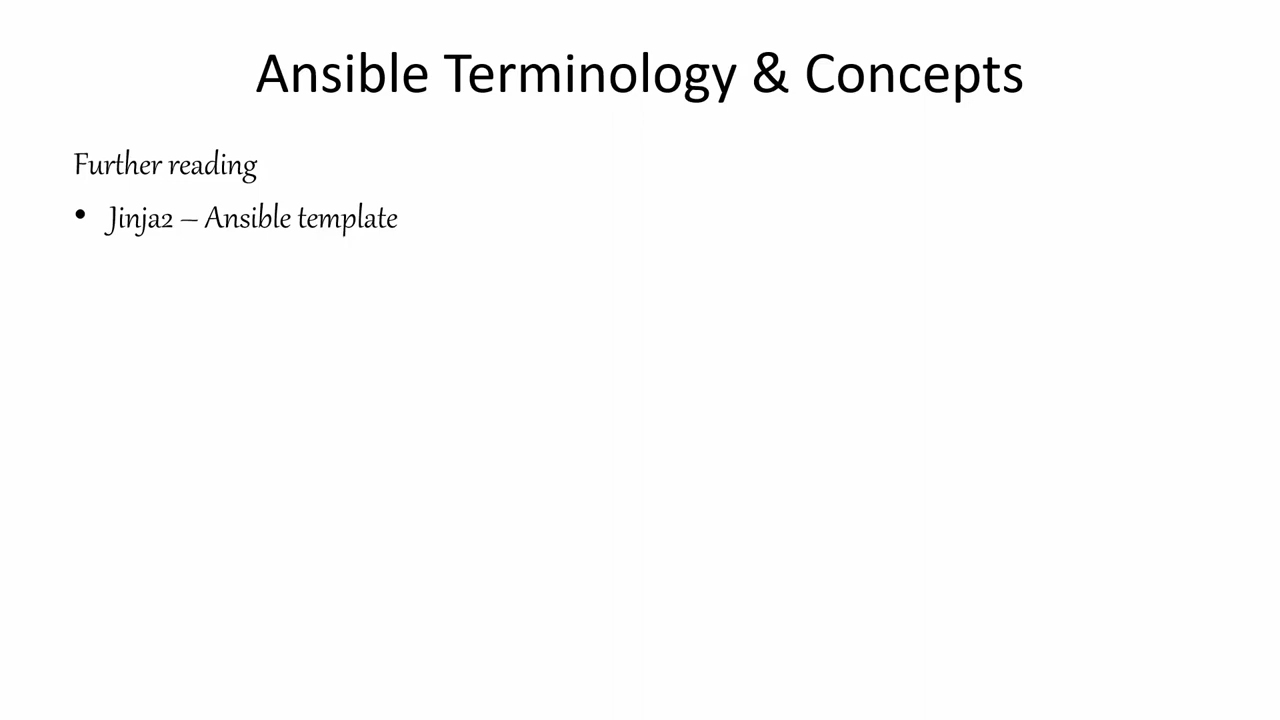 Ansible Terminology & Concepts
Further reading
• Jinja2 – Ansible template